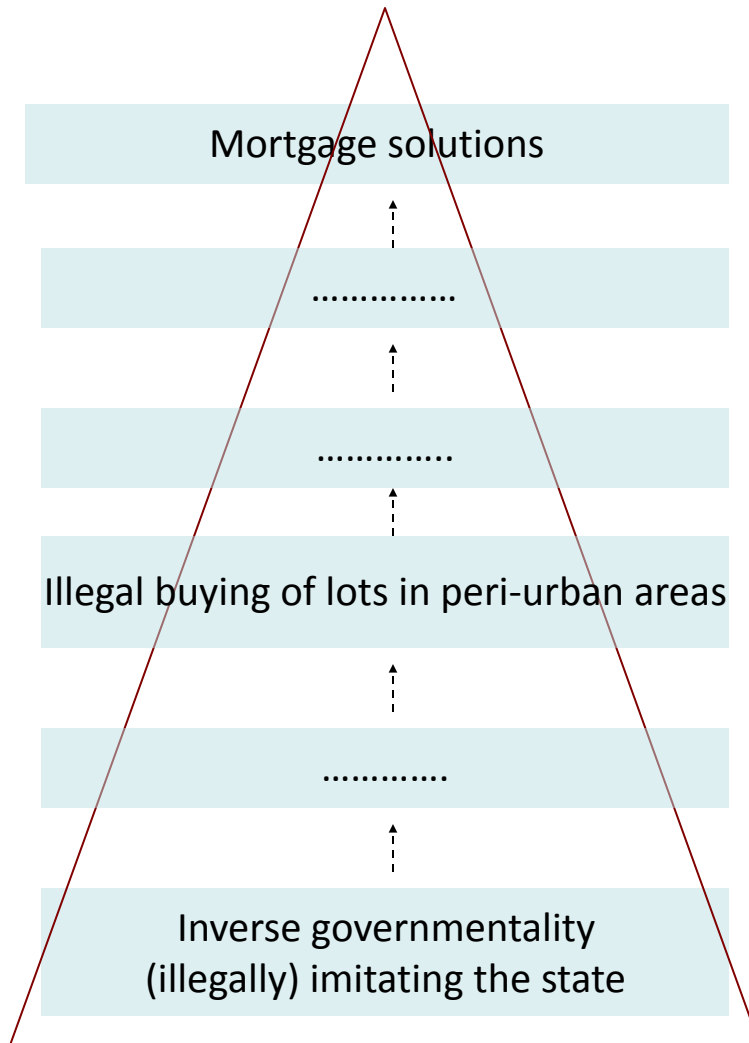 Mortgage solutions
……………
…………..
Illegal buying of lots in peri-urban areas
………….
Inverse governmentality
(illegally) imitating the state